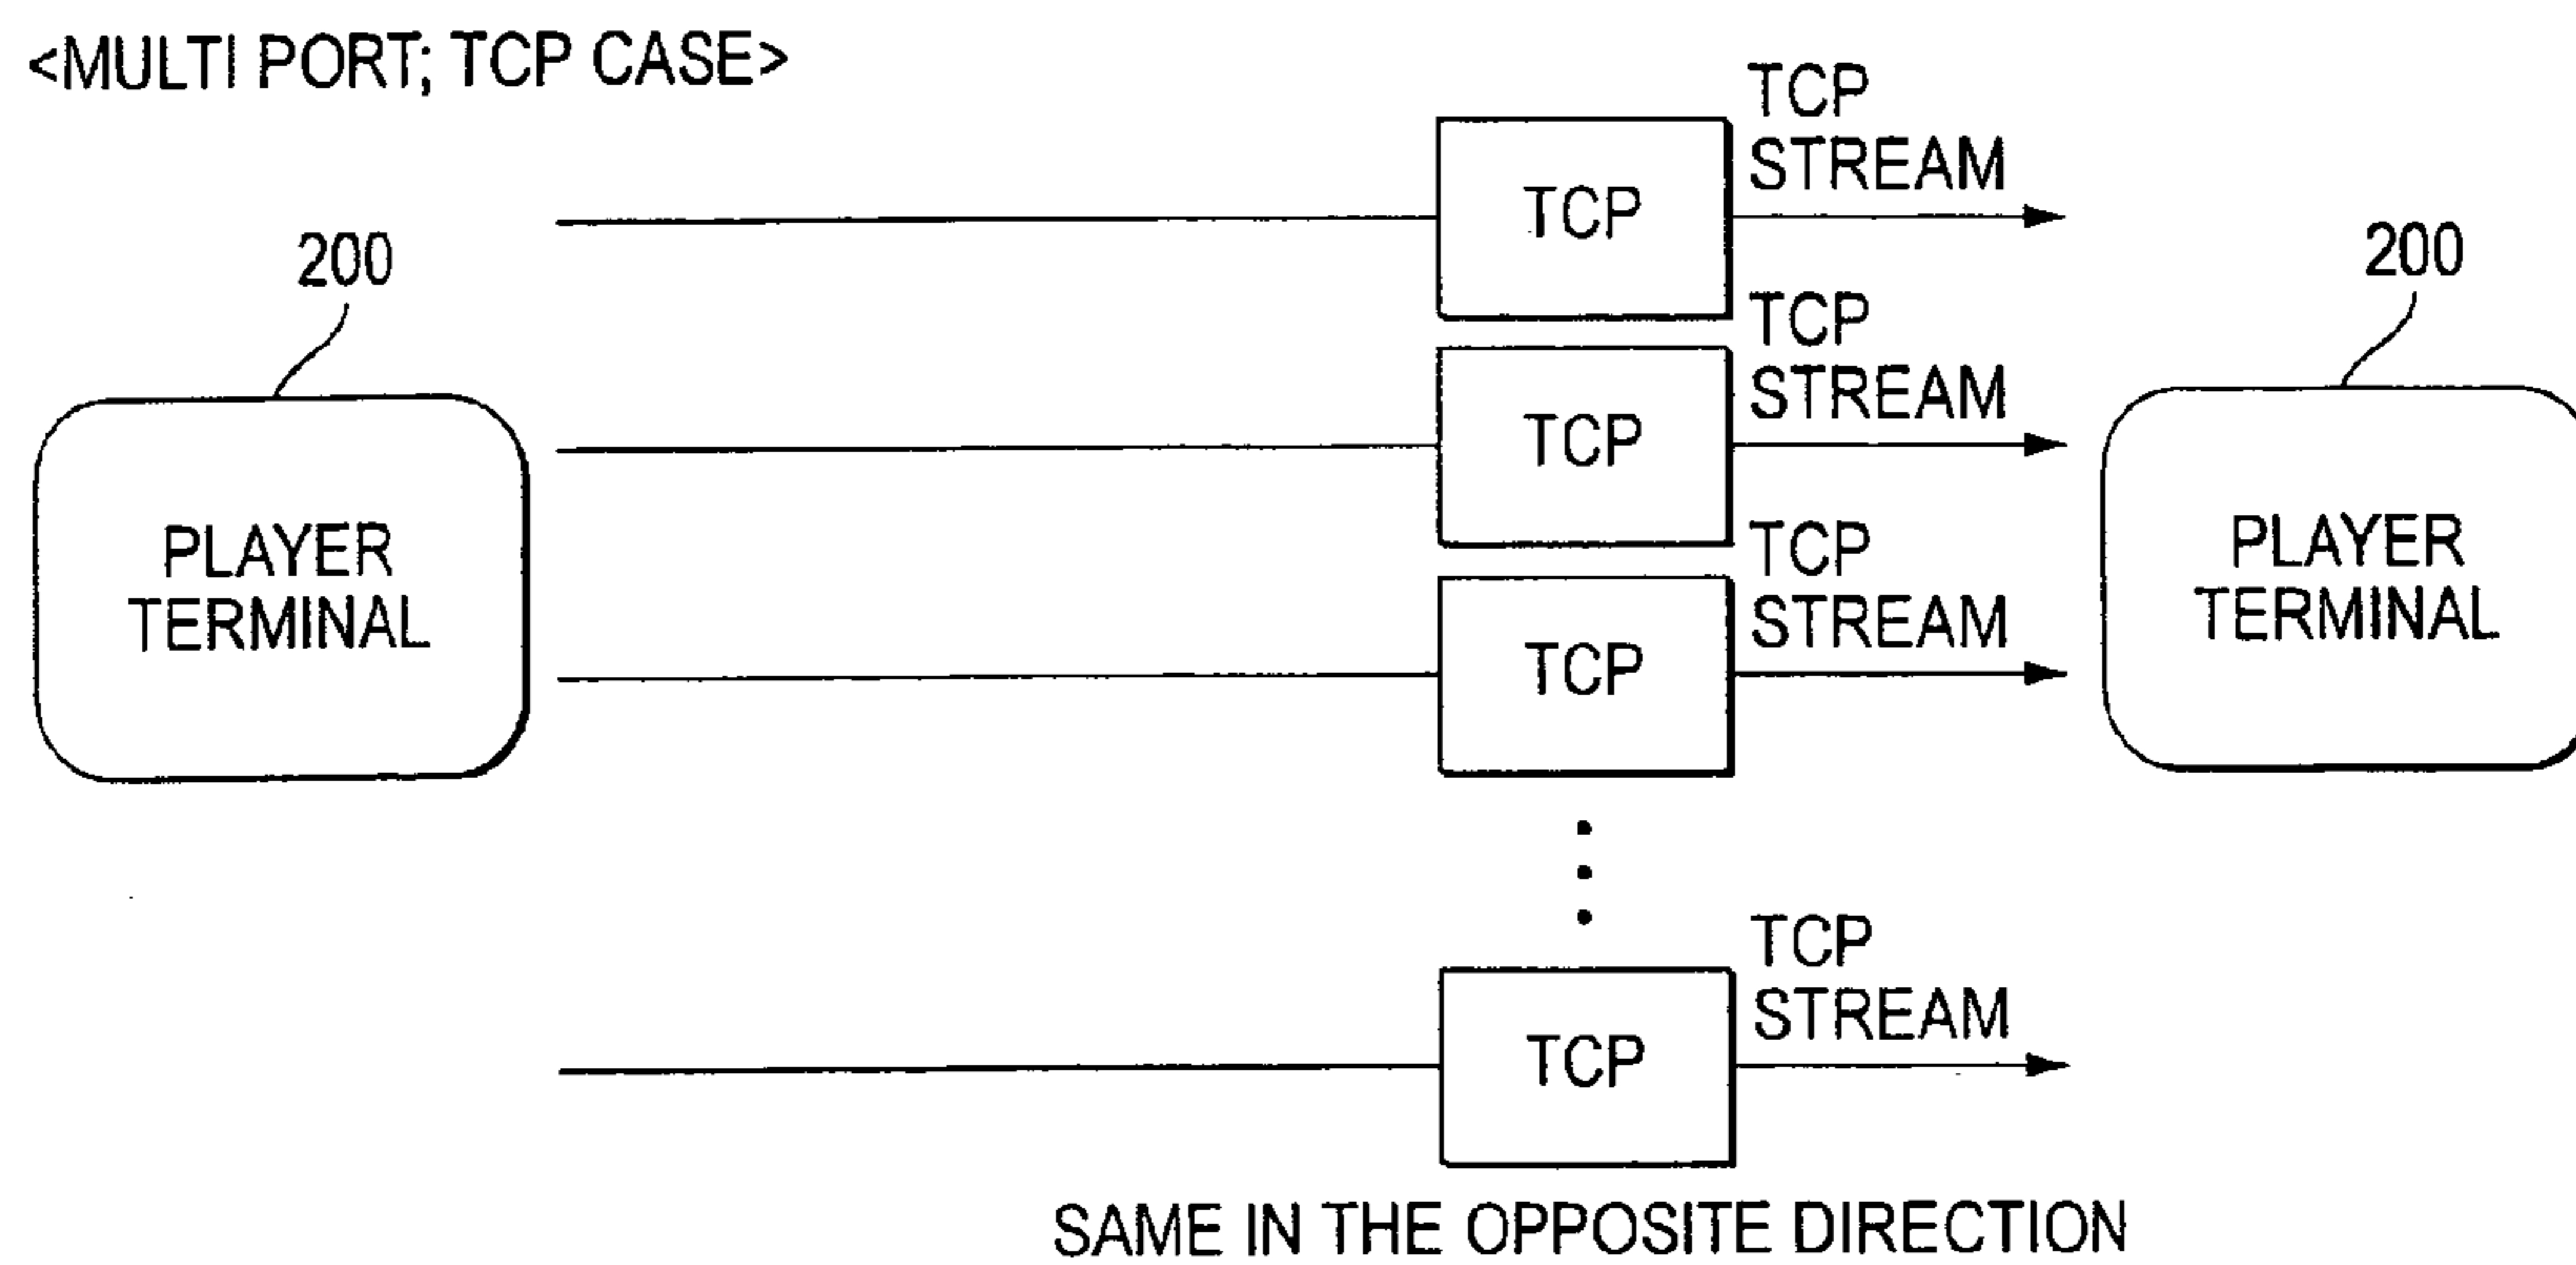 <MULTI PORT; TCP CASE>
TCP
STREAM
TCP
200
200
TCP
STREAM
TCP
PLAYER
TERMINAL
PLAYER
TERMINAL
TCP
STREAM
TCP
TCP
STREAM
TCP
SAME IN THE OPPOSITE DIRECTION